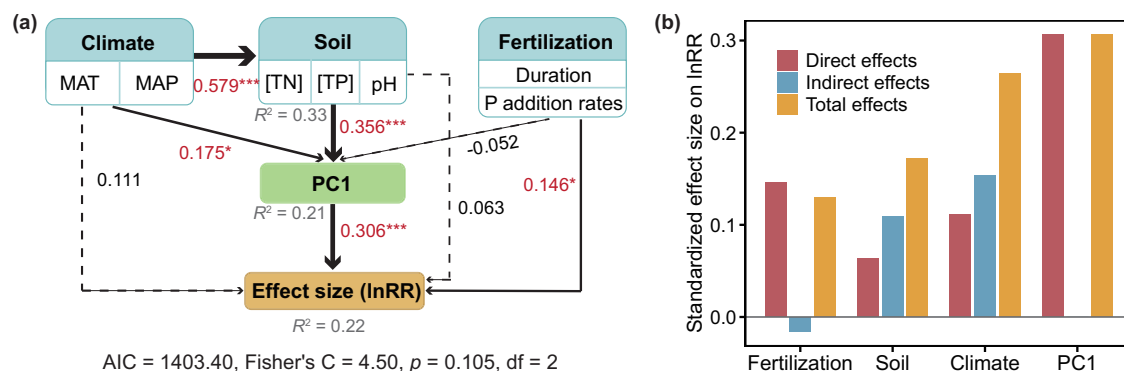 (a)
Climate
MAT MAP
0.579***
Soil
[TN] [TP] pH
R² = 0.33
Fertilization
Duration
P addition rates
0.356***
0.175*
-0.052
0.111
PC1
R² = 0.21
0.146*
0.063
0.306***
Effect size (lnRR)
R² = 0.22
AIC = 1403.40, Fisher's C = 4.50, p = 0.105, df = 2
(b)
Standardized effect size on lnRR
0.3
0.2
0.1
0.0
Direct effects
Indirect effects
Total effects
Fertilization Soil Climate PC1